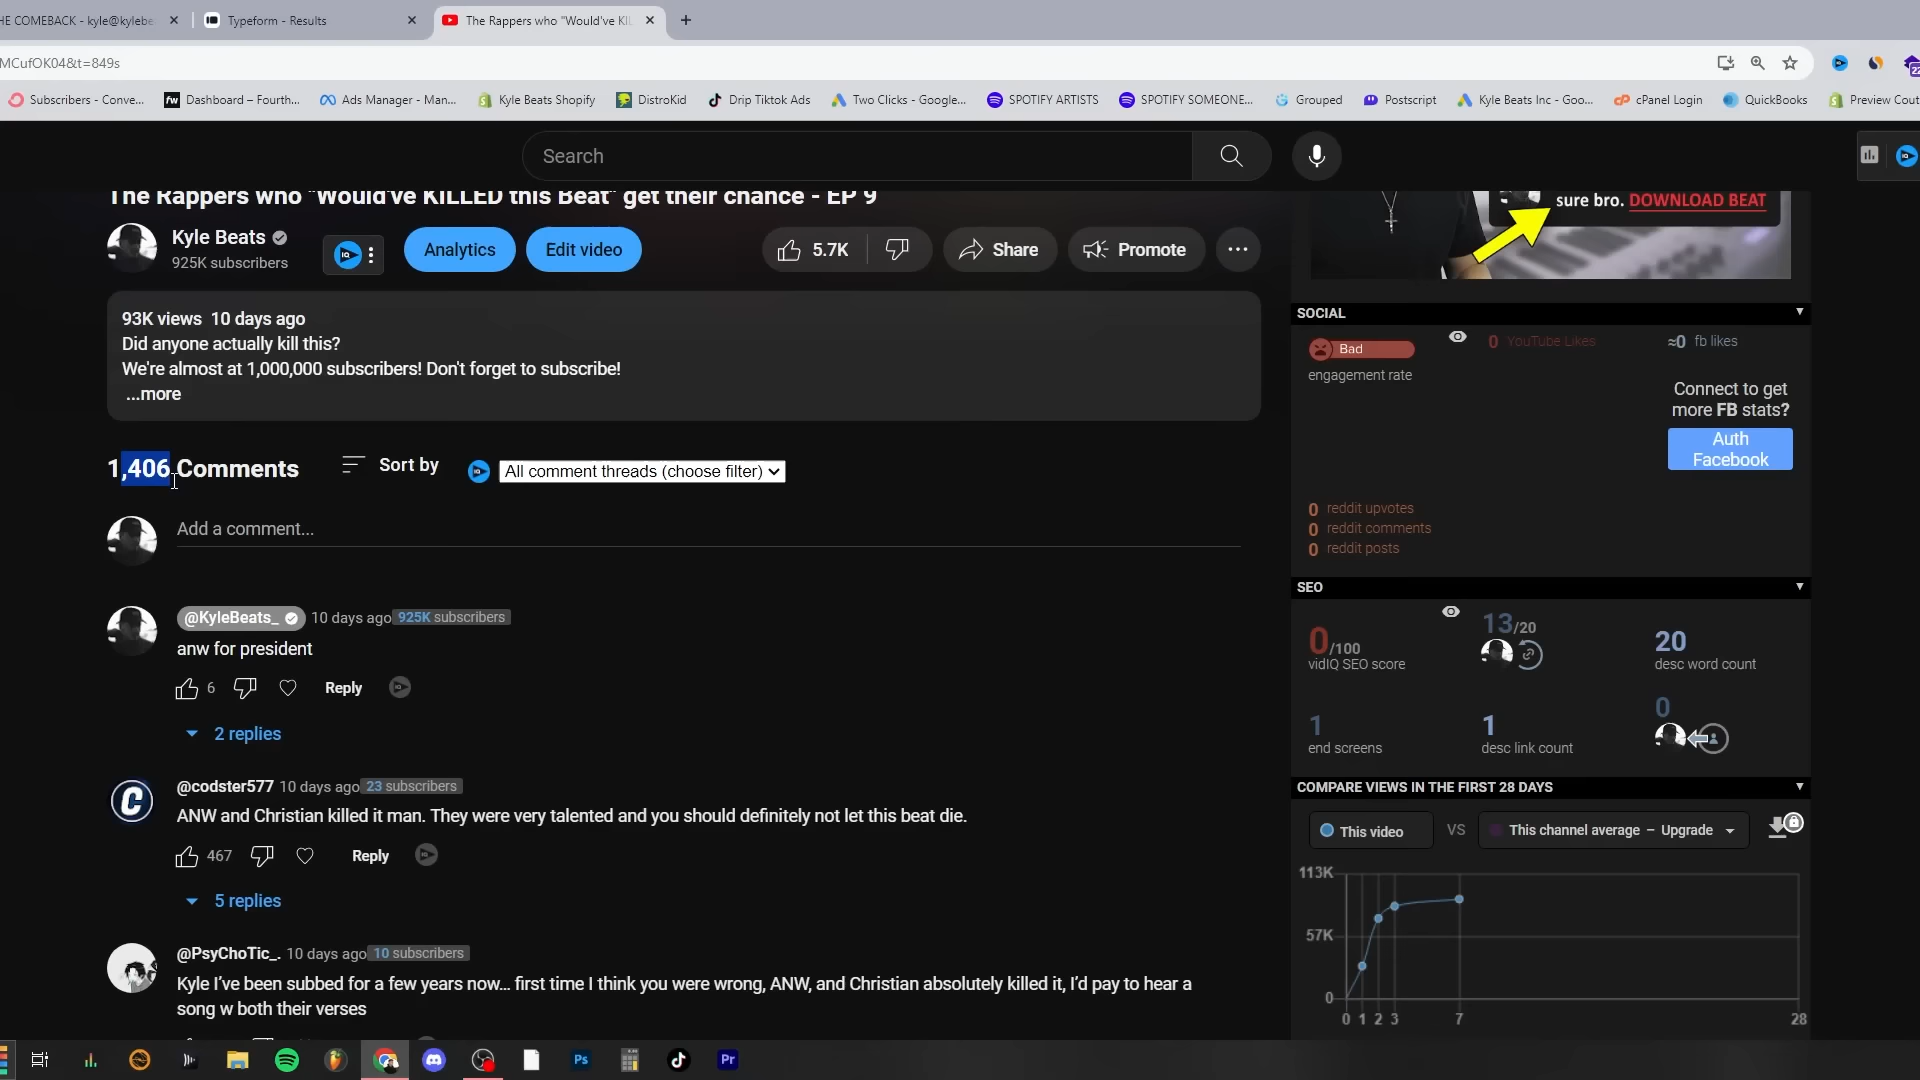 HE COMEBACK - kyle@kylebe
Typeform - Results
The Rappers who "Would've KIL
MCufOK04&t=849s
Subscribers - Conve...
Dashboard – Fourth...
Ads Manager - Man...
Kyle Beats Shopify
DistroKid
Drip Tiktok Ads
Two Clicks - Google...
SPOTIFY ARTISTS
SPOTIFY SOMEONE...
Grouped
Postscript
Kyle Beats Inc - Goo...
cPanel Login
QuickBooks
Preview Cout
Search
The Rappers who "Would've KILLED this Beat" get their chance - EP 9
sure bro. DOWNLOAD BEAT
Kyle Beats
925K subscribers
Analytics
Edit video
5.7K
Share
Promote
93K views 10 days ago
Did anyone actually kill this?
We're almost at 1,000,000 subscribers! Don't forget to subscribe!
...more
SOCIAL
Bad
engagement rate
0 YouTube Likes
≈0 fb likes
Connect to get
more FB stats?
Auth
Facebook
0 reddit upvotes
0 reddit comments
0 reddit posts
1,406 Comments
Sort by
All comment threads (choose filter)
Add a comment...
SEO
0/100
vidIQ SEO score
13/20
20
desc word count
1
end screens
1
desc link count
0
@KyleBeats_ 10 days ago 925K subscribers
anw for president
6
Reply
2 replies
@codster577 10 days ago 23 subscribers
ANW and Christian killed it man. They were very talented and you should definitely not let this beat die.
467
Reply
5 replies
@PsyChoTic_. 10 days ago 10 subscribers
Kyle I've been subbed for a few years now... first time I think you were wrong, ANW, and Christian absolutely killed it, I'd pay to hear a
song w both their verses
COMPARE VIEWS IN THE FIRST 28 DAYS
This video
VS
This channel average – Upgrade
113K
57K
0
0 1 2 3 7 28
Ps
Pr